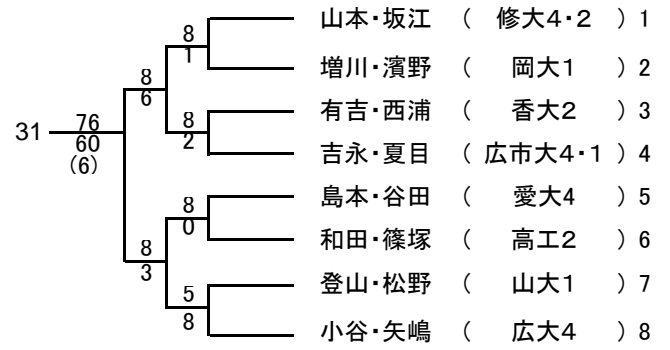 山本・坂江 ( 修大4・2 ) 1
8
1
増川・濱野 ( 岡大1 ) 2
8
6
有吉・西浦 ( 香大2 ) 3
8
2
31 76
60
(6)
吉永・夏目 ( 広市大4・1 ) 4
島本・谷田 ( 愛大4 ) 5
8
0
和田・篠塚 ( 高工2 ) 6
8
3
登山・松野 ( 山大1 ) 7
5
8
小谷・矢嶋 ( 広大4 ) 8